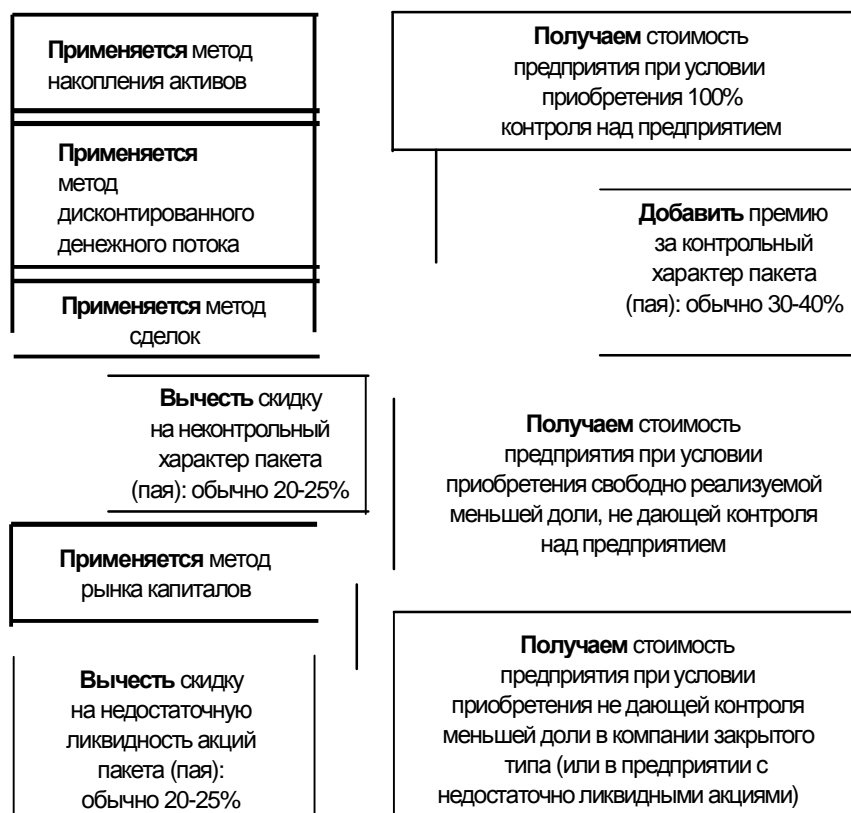 Применяется метод
накопления активов
Получаем стоимость
предприятия при условии
приобретения 100%
контроля над предприятием
Применяется
метод
дисконтированного
денежного потока
Добавить премию
за контрольный
характер пакета
(пая): обычно 30-40%
Применяется метод
сделок
Вычесть скидку
на неконтрольный
характер пакета
(пая): обычно 20-25%
Получаем стоимость
предприятия при условии
приобретения свободно реализуемой
меньшей доли, не дающей контроля
над предприятием
Применяется метод
рынка капиталов
Вычесть скидку
на недостаточную
ликвидность акций
пакета (пая):
обычно 20-25%
Получаем стоимость
предприятия при условии
приобретения не дающей контроля
меньшей доли в компании закрытого
типа (или в предприятии с
недостаточно ликвидными акциями)